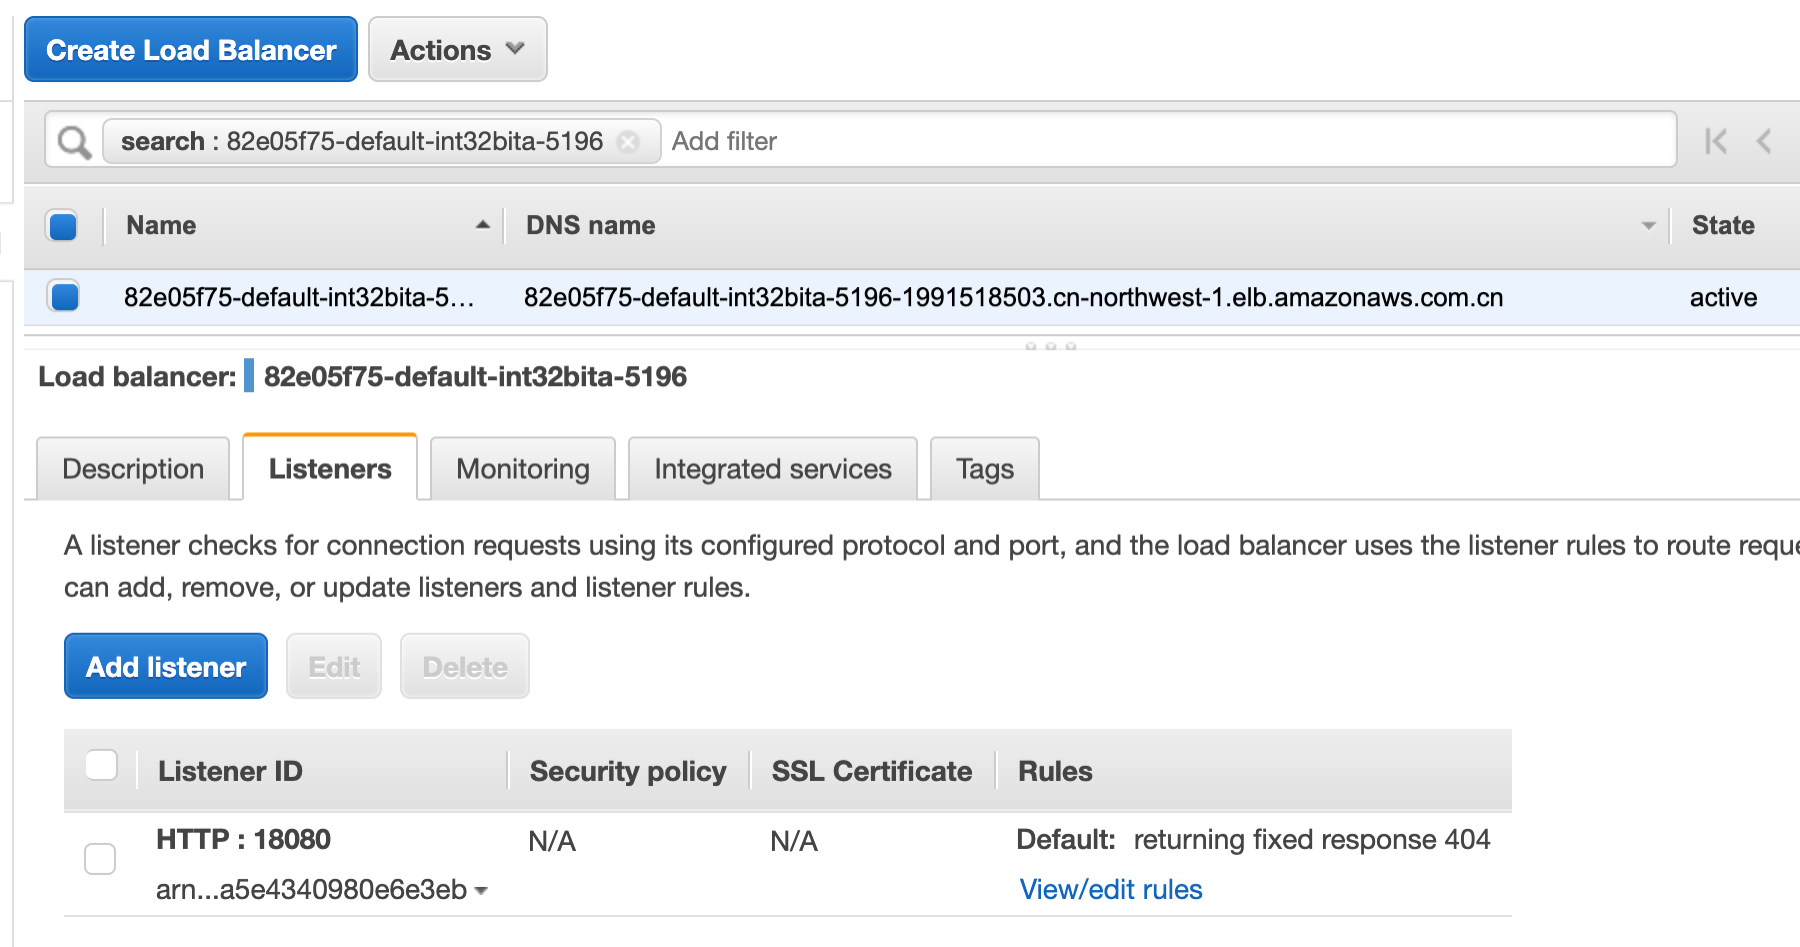 Create Load Balancer Actions
search : 82e05f75-default-int32bita-5196 Add filter
Name DNS name State
82e05f75-default-int32bita-5... 82e05f75-default-int32bita-5196-1991518503.cn-northwest-1.elb.amazonaws.com.cn active
Load balancer: 82e05f75-default-int32bita-5196
Description Listeners Monitoring Integrated services Tags
A listener checks for connection requests using its configured protocol and port, and the load balancer uses the listener rules to route reque
can add, remove, or update listeners and listener rules.
Add listener Edit Delete
Listener ID Security policy SSL Certificate Rules
HTTP : 18080 N/A N/A Default: returning fixed response 404
arn...a5e4340980e6e3eb View/edit rules